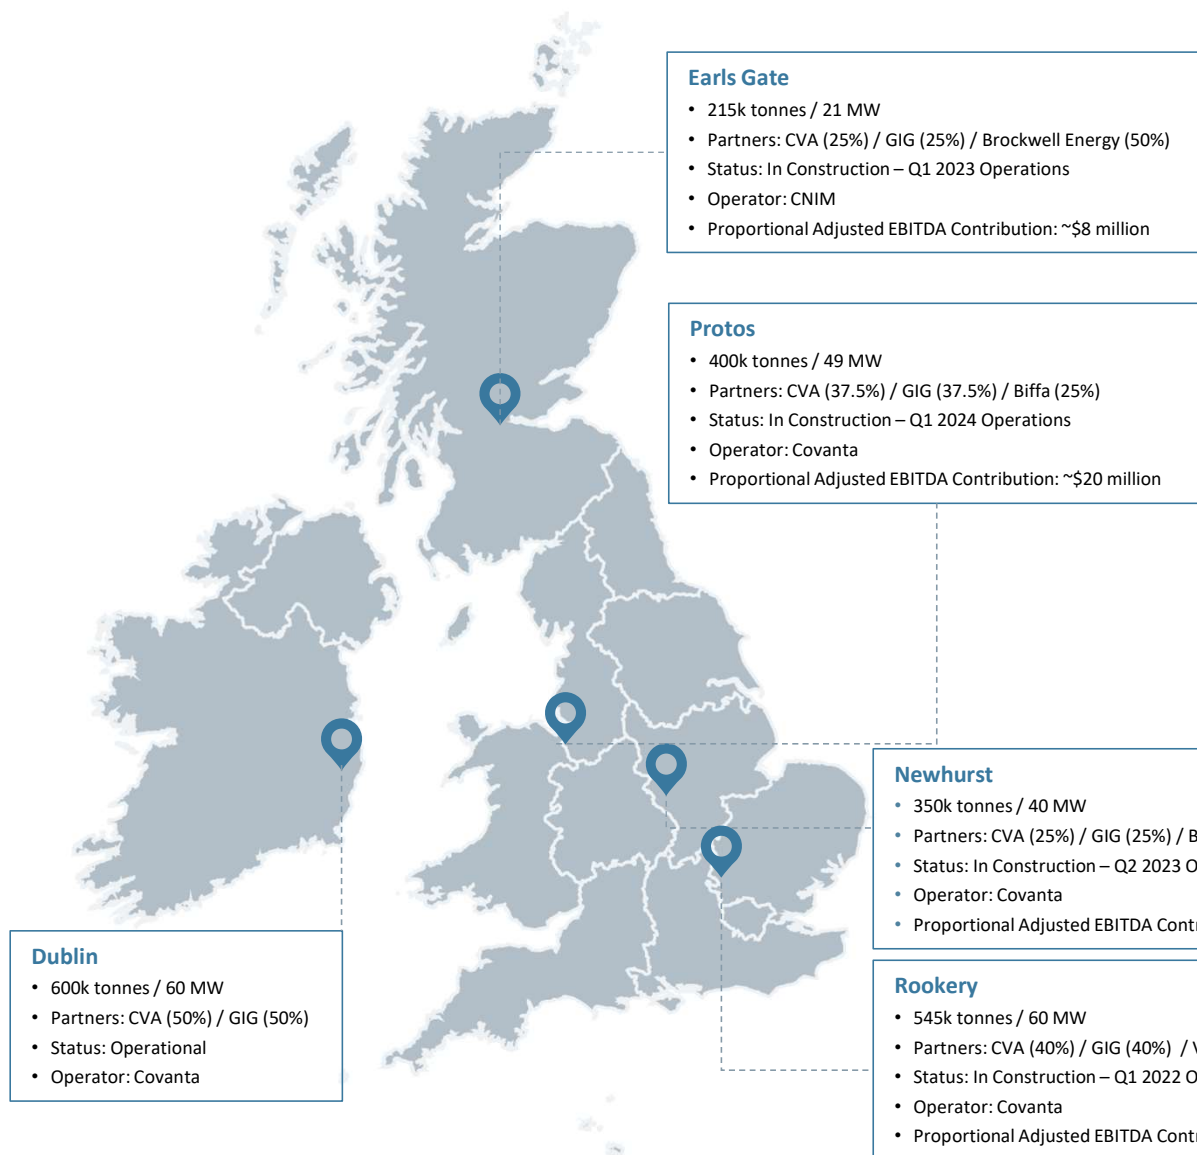 Earls Gate
• 215k tonnes / 21 MW
• Partners: CVA (25%) / GIG (25%) / Brockwell Energy (50%)
• Status: In Construction – Q1 2023 Operations
• Operator: CNIM
• Proportional Adjusted EBITDA Contribution: ~$8 million
Protos
• 400k tonnes / 49 MW
• Partners: CVA (37.5%) / GIG (37.5%) / Biffa (25%)
• Status: In Construction – Q1 2024 Operations
• Operator: Covanta
• Proportional Adjusted EBITDA Contribution: ~$20 million
Newhurst
• 350k tonnes / 40 MW
• Partners: CVA (25%) / GIG (25%) /
• Status: In Construction – Q2 2023
• Operator: Covanta
• Proportional Adjusted EBITDA
Dublin
• 600k tonnes / 60 MW
• Partners: CVA (50%) / GIG (50%)
• Status: Operational
• Operator: Covanta
Rookery
• 545k tonnes / 60 MW
• Partners: CVA (40%) / GIG (40%) /
• Status: In Construction – Q1 2022
• Operator: Covanta
• Proportional Adjusted EBITDA